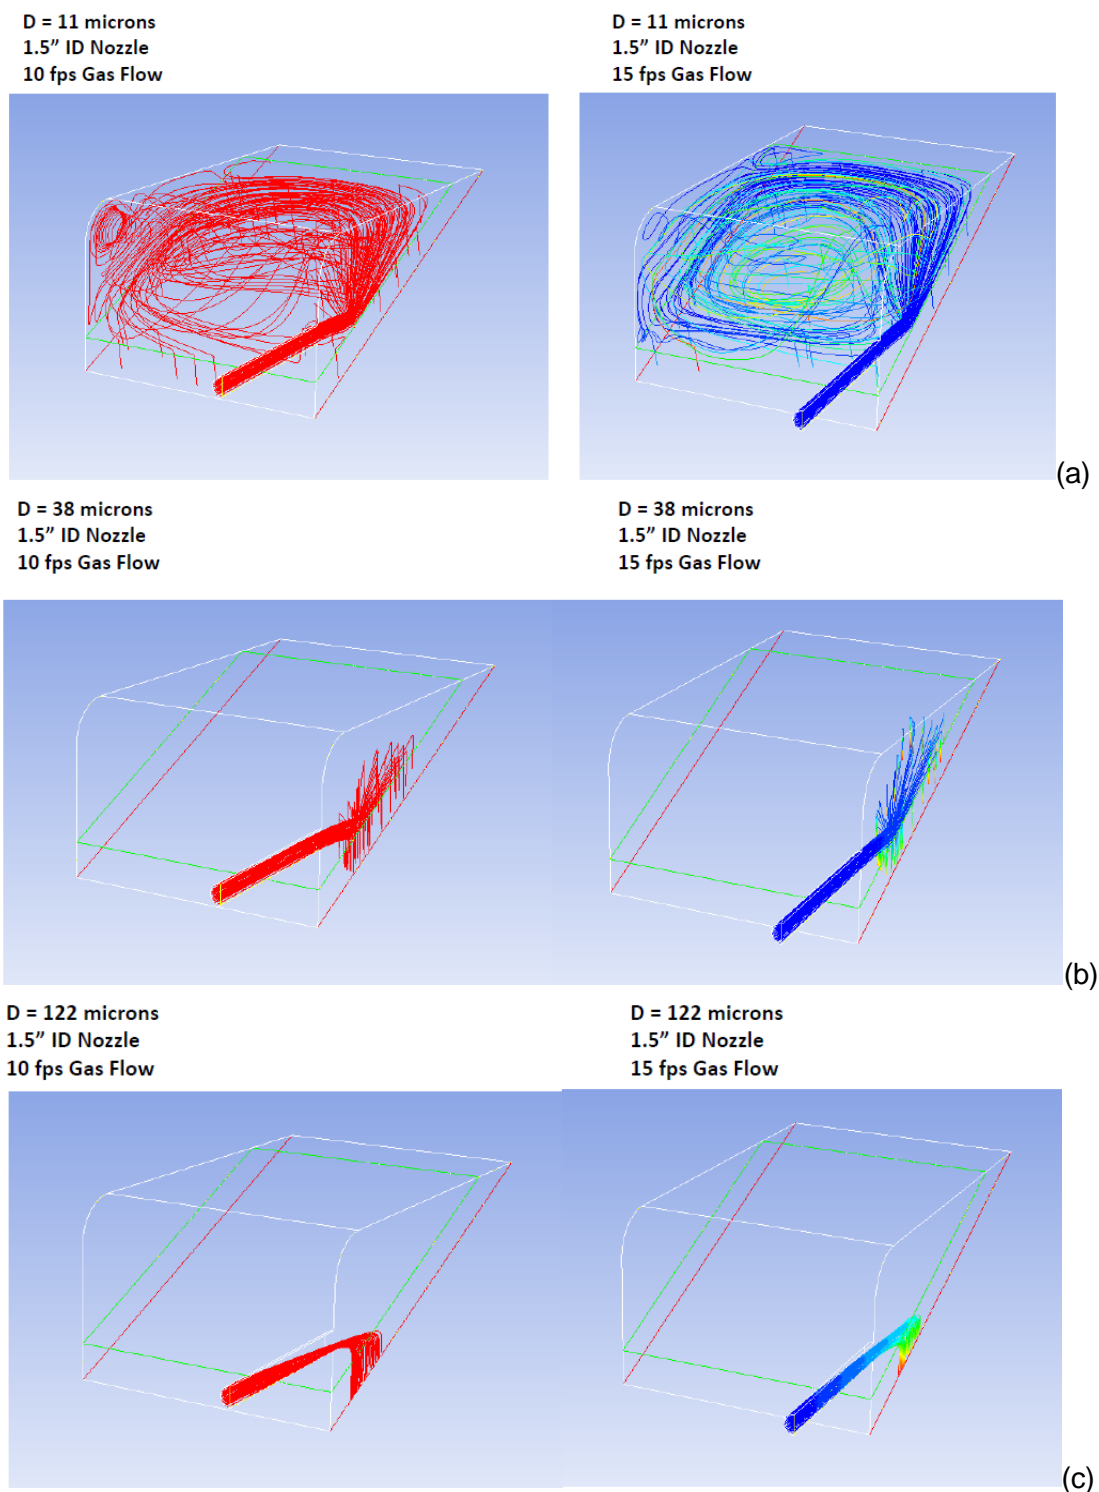 D = 11 microns
1.5” ID Nozzle
10 fps Gas Flow
D = 11 microns
1.5” ID Nozzle
15 fps Gas Flow
(a)
D = 38 microns
1.5” ID Nozzle
10 fps Gas Flow
D = 38 microns
1.5” ID Nozzle
15 fps Gas Flow
(b)
D = 122 microns
1.5” ID Nozzle
10 fps Gas Flow
D = 122 microns
1.5” ID Nozzle
15 fps Gas Flow
(c)